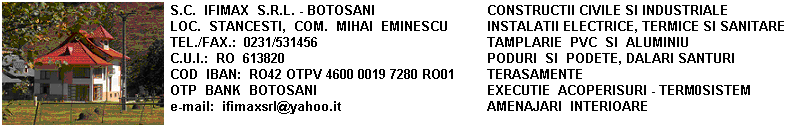 S.C. IFIMAX S.R.L. - BOTOSANI
LOC. STANCESTI, COM. MIHAI EMINESCU
TEL./FAX.: 0231/531456
C.U.I.: RO 613820
COD IBAN: RO42 OTPV 4600 0019 7280 RO01
OTP BANK BOTOSANI
e-mail: ifimaxsrl@yahoo.it
CONSTRUCTII CIVILE SI INDUSTRIALE
INSTALATII ELECTRICE, TERMICE SI SANITARE
TAMPLARIE PVC SI ALUMINIU
PODURI SI PODETE, DALARI SANTURI
TERASAMENTE
EXECUTIE ACOPERISURI - TERM0SISTEM
AMENAJARI INTERIOARE